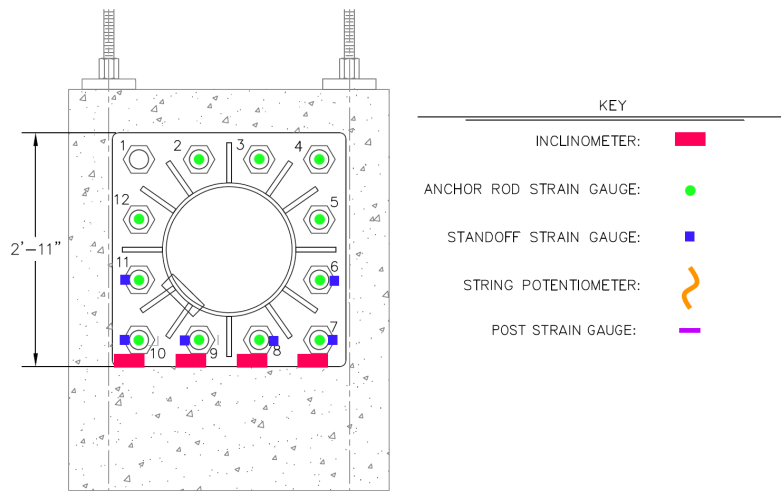 1 2 3 4
12 5
2'-11"
11 6
10 9 8 7
KEY
INCLINOMETER:
ANCHOR ROD STRAIN GAUGE:
STANDOFF STRAIN GAUGE:
STRING POTENTIOMETER:
POST STRAIN GAUGE: